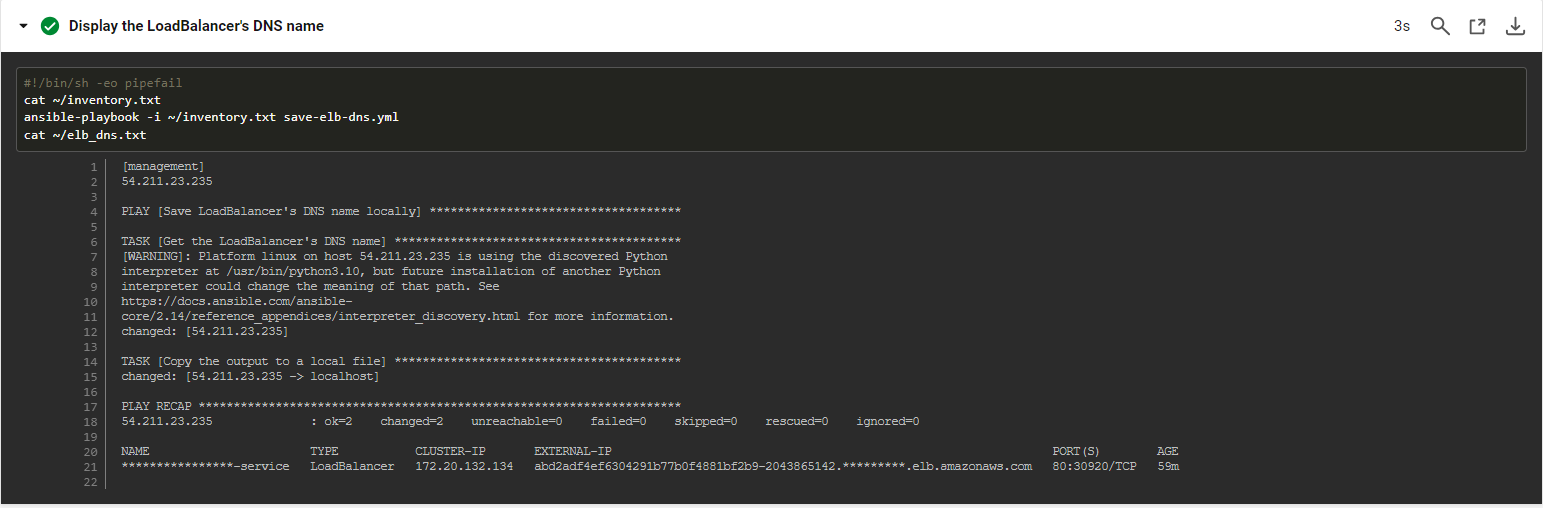 Display the LoadBalancer's DNS name
3s
#!/bin/sh -eo pipefail
cat ~/inventory.txt
ansible-playbook -i ~/inventory.txt save-elb-dns.yml
cat ~/elb_dns.txt
1 [management]
2 54.211.23.235
3
4 PLAY [Save LoadBalancer's DNS name locally] ************************************
5
6 TASK [Get the LoadBalancer's DNS name] *****************************************
7 [WARNING]: Platform linux on host 54.211.23.235 is using the discovered Python
8 interpreter at /usr/bin/python3.10, but future installation of another Python
9 interpreter could change the meaning of that path. See
10 https://docs.ansible.com/ansible-
11 core/2.14/reference_appendices/interpreter_discovery.html for more information.
12 changed: [54.211.23.235]
13
14 TASK [Copy the output to a local file] *****************************************
15 changed: [54.211.23.235 -> localhost]
16
17 PLAY RECAP *********************************************************************
18 54.211.23.235              : ok=2    changed=2    unreachable=0    failed=0    skipped=0    rescued=0    ignored=0
19
20 NAME                       TYPE           CLUSTER-IP       EXTERNAL-IP                                                               PORT(S)        AGE
21 ****************-service   LoadBalancer   172.20.132.134   abd2adf4ef6304291b77b0f4881bf2b9-2043865142.*********.elb.amazonaws.com   80:30920/TCP   59m
22